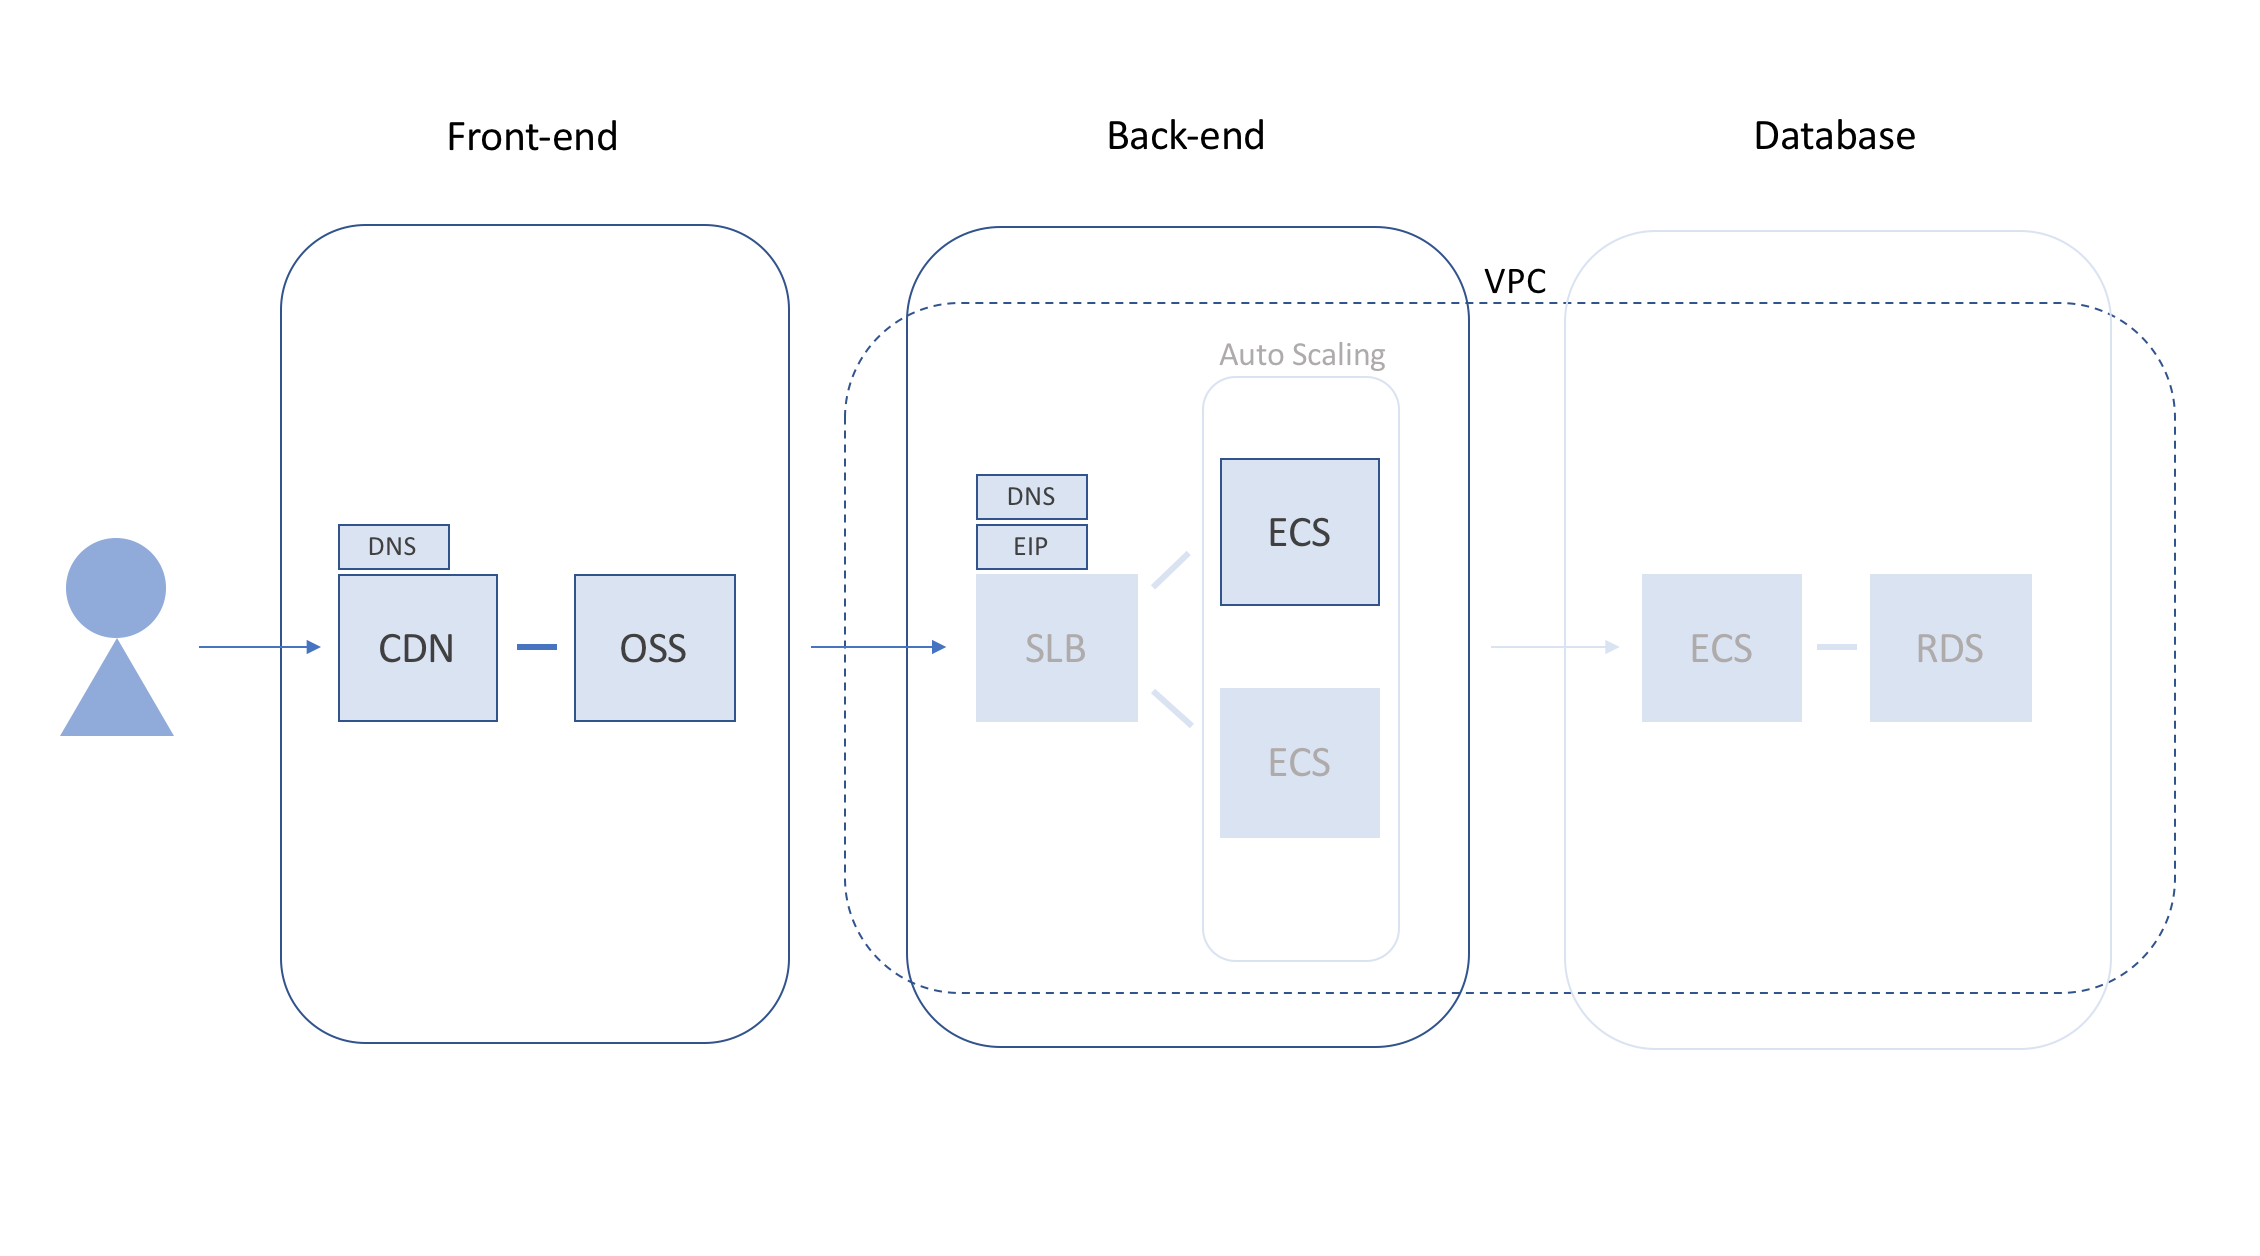 Front-end
Back-end
Database
VPC
Auto Scaling
DNS
CDN
OSS
DNS
EIP
SLB
ECS
ECS
ECS
RDS